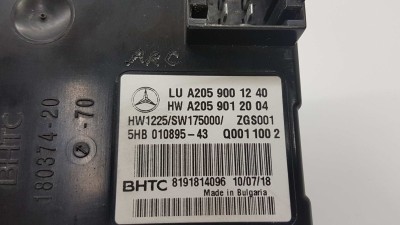 ARC
LU A205 900 12 40
HW A205 901 20 04
HW1225/SW175000/ ZGS001
5HB 010895-43 Q001 100 2
BHTC 8191814096 10/07/18
Made in Bulgaria
BHTC
180374-20
-70